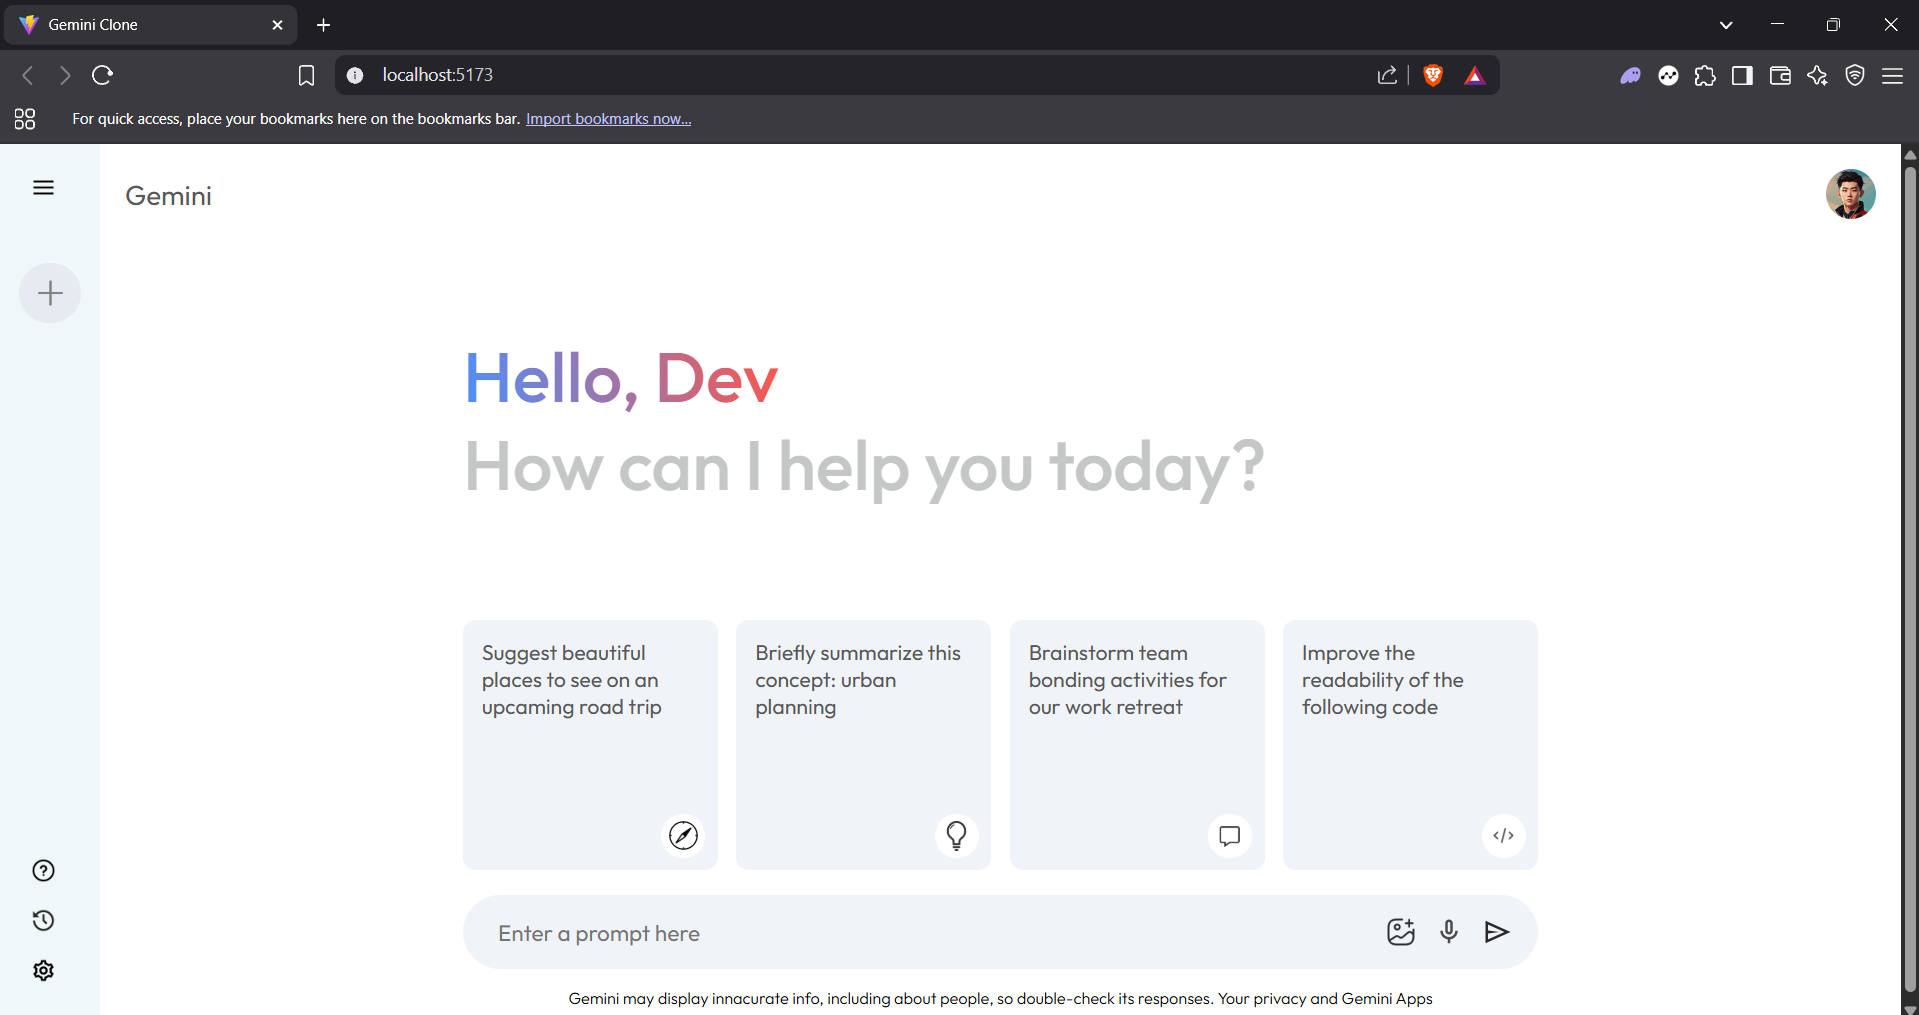 Gemini Clone
localhost:5173
For quick access, place your bookmarks here on the bookmarks bar. Import bookmarks now...
Gemini
Hello, Dev
How can I help you today?
Suggest beautiful
places to see on an
upcaming road trip
Briefly summarize this
concept: urban
planning
Brainstorm team
bonding activities for
our work retreat
Improve the
readability of the
following code
Enter a prompt here
Gemini may display innacurate info, including about people, so double-check its responses. Your privacy and Gemini Apps